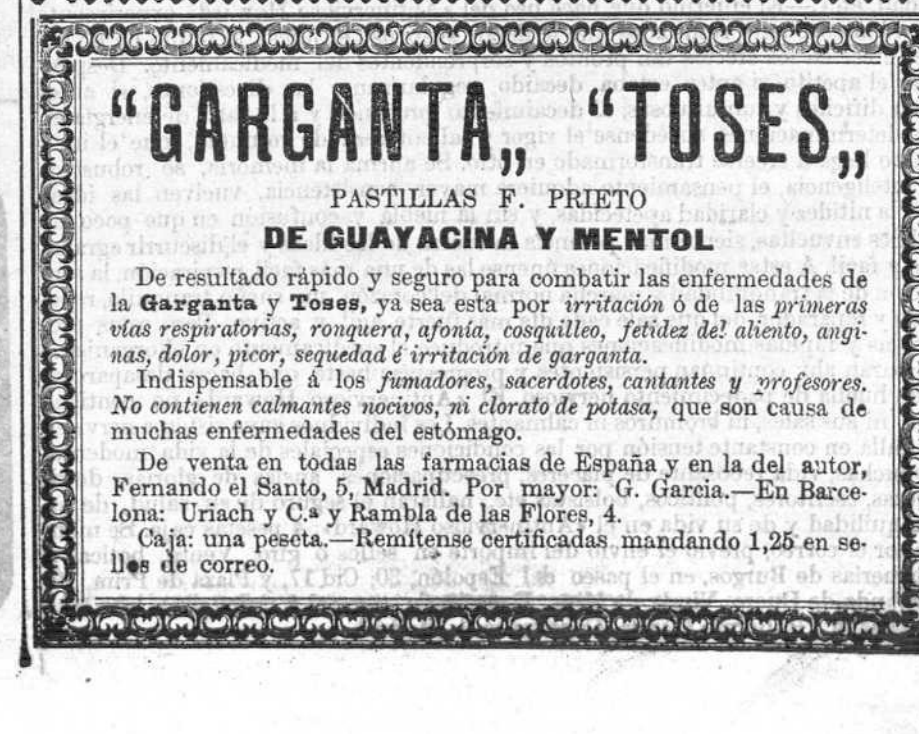 “GARGANTA„ “TOSES„
PASTILLAS F. PRIETO
DE GUAYACINA Y MENTOL
De resultado rápido y seguro para combatir las enfermedades de
la Garganta y Toses, ya sea esta por irritación ó de las primeras
vías respiratorias, ronquera, afonía, cosquilleo, fetidez del aliento, angi-
nas, dolor, picor, sequedad é irritación de garganta.
Indispensable á los fumadores, sacerdotes, cantantes y profesores.
No contienen calmantes nocivos, ni clorato de potasa, que son causa de
muchas enfermedades del estómago.
De venta en todas las farmacias de España y en la del autor,
Fernando el Santo, 5, Madrid. Por mayor: G. Garcia.—En Barce-
lona: Uriach y C.ª y Rambla de las Flores 4.
Caja: una peseta.—Remítense certificadas mandando 1,25 en se-
llos de correo.